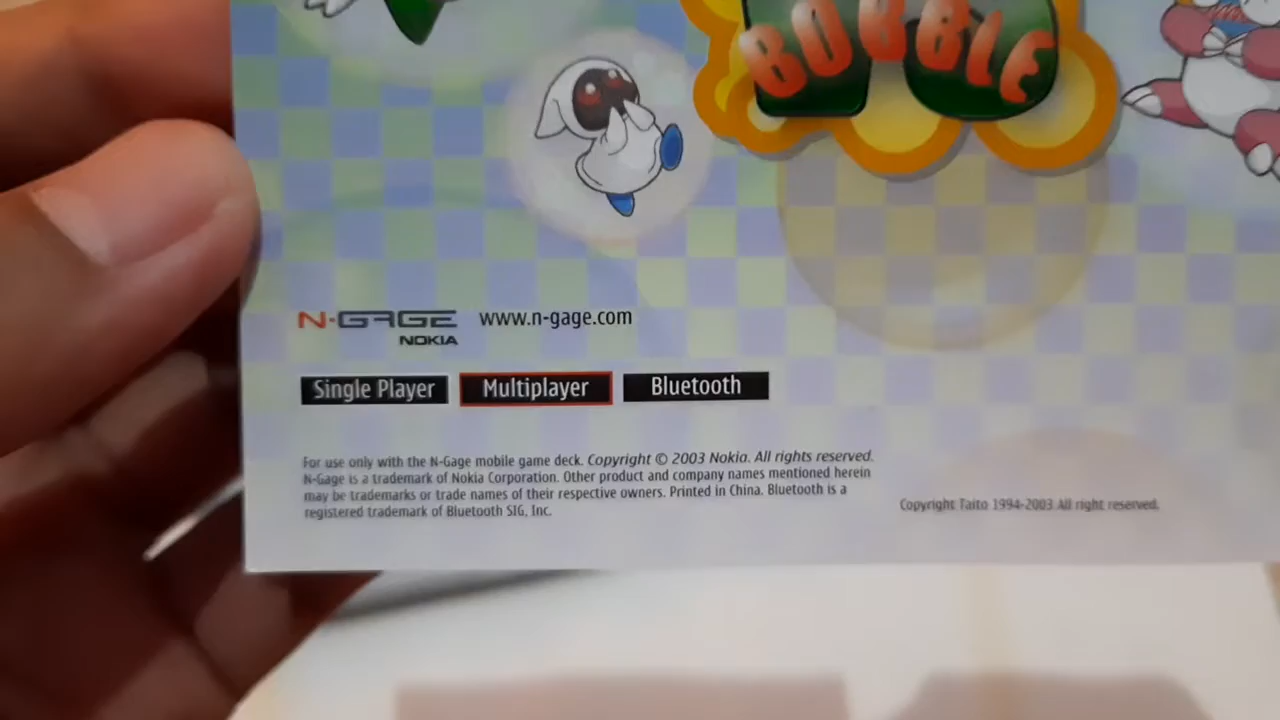 BOBBLE
N-GAGE www.n-gage.com
NOKIA
Single Player Multiplayer Bluetooth
For use only with the N-Gage mobile game deck. Copyright © 2003 Nokia. All rights reserved.
N-Gage is a trademark of Nokia Corporation. Other product and company names mentioned herein
may be trademarks or trade names of their respective owners. Printed in China. Bluetooth is a
registered trademark of Bluetooth SIG, Inc.
Copyright Taito 1994-2003 All right reserved.